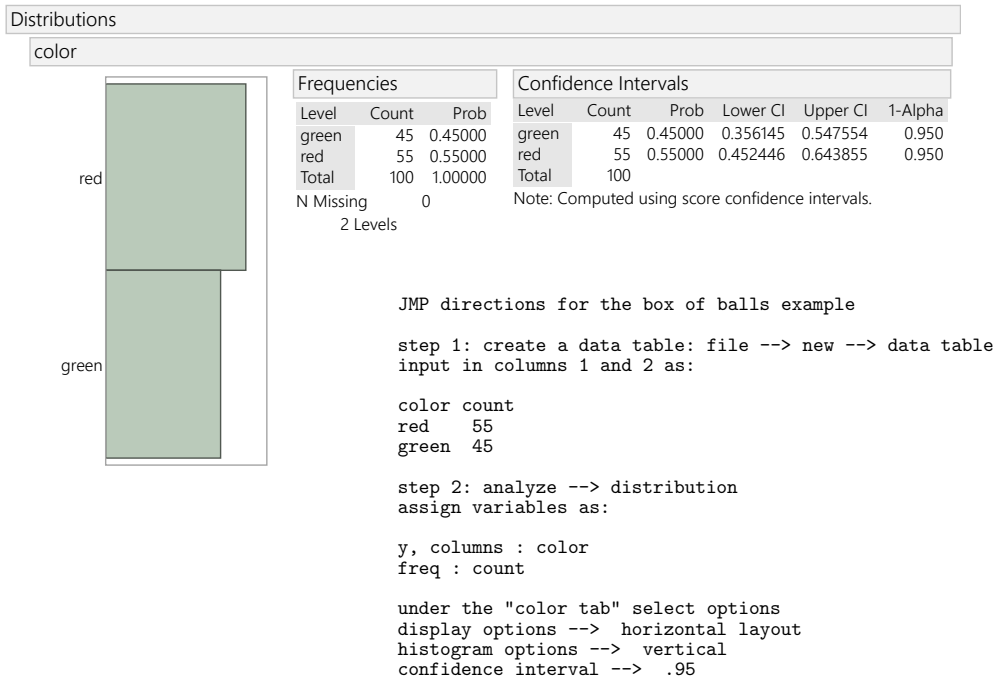 Distributions
color
red
green
Frequencies
Level Count Prob
green 45 0.45000
red 55 0.55000
Total 100 1.00000
N Missing 0
2 Levels
Confidence Intervals
Level Count Prob Lower CI Upper CI 1-Alpha
green 45 0.45000 0.356145 0.547554 0.950
red 55 0.55000 0.452446 0.643855 0.950
Total 100
Note: Computed using score confidence intervals.
JMP directions for the box of balls example
step 1: create a data table: file --> new --> data table
input in columns 1 and 2 as:
color count
red 55
green 45
step 2: analyze --> distribution
assign variables as:
y, columns : color
freq : count
under the "color tab" select options
display options --> horizontal layout
histogram options --> vertical
confidence interval --> .95